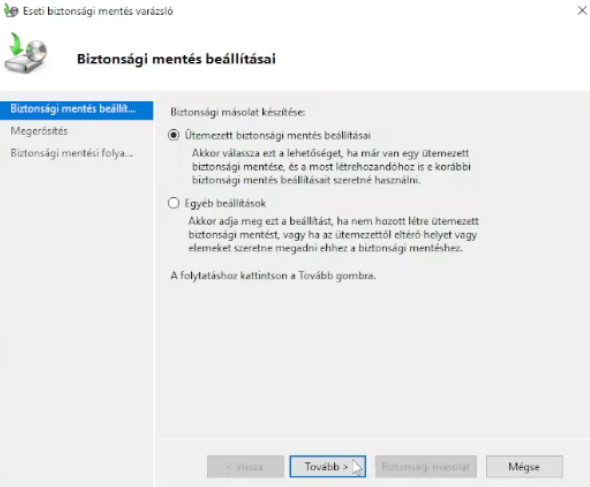 Eseti biztonsági mentés varázsló
Biztonsági mentés beállításai
Biztonsági mentés beállít...
Megerősítés
Biztonsági mentési folya...
Biztonsági másolat készítése:
Ütemezett biztonsági mentés beállításai
Akkor válassza ezt a lehetőséget, ha már van egy ütemezett
biztonsági mentése, és a most létrehozandóhoz is e korábbi
biztonsági mentés beállításait szeretné használni.
Egyéb beállítások
Akkor adja meg ezt a beállítást, ha nem hozott létre ütemezett
biztonsági mentést, vagy ha az ütemezettől eltérő helyet vagy
elemeket szeretne megadni ehhez a biztonsági mentéshez.
A folytatáshoz kattintson a Tovább gombra.
< Vissza
Tovább >
Biztonsági másolat
Mégse